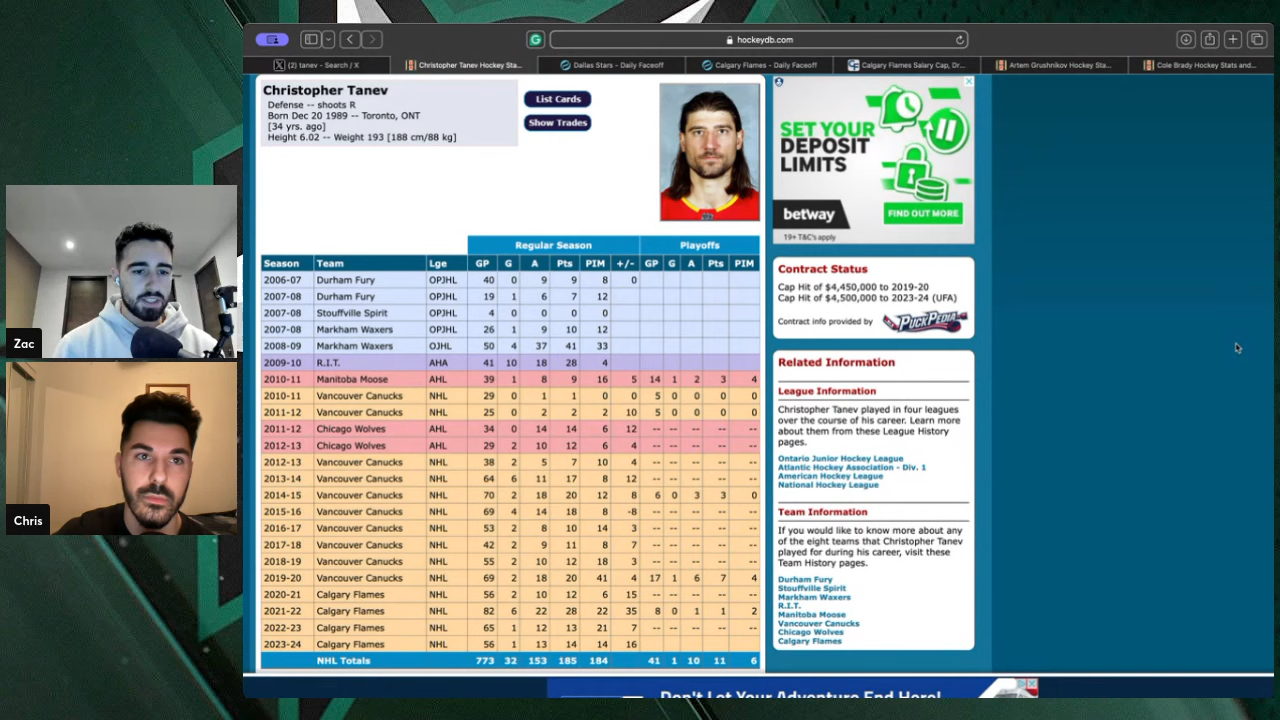 hockeydb.com
(2) tanev - Search / X
Christopher Tanev Hockey Sta...
Dallas Stars - Daily Faceoff
Calgary Flames - Daily Faceoff
Calgary Flames Salary Cap, Dr...
Artem Grushnikov Hockey Sta...
Cole Brady Hockey Stats and...
Christopher Tanev
Defense -- shoots R
Born Dec 20 1989 -- Toronto, ONT
[34 yrs. ago]
Height 6.02 -- Weight 193 [188 cm/88 kg]
List Cards
Show Trades
Regular Season Playoffs
Season Team Lge GP G A Pts PIM +/- GP G A Pts PIM
2006-07 Durham Fury OPJHL 40 0 9 9 8 0
2007-08 Durham Fury OPJHL 19 1 6 7 12
2007-08 Stouffville Spirit OPJHL 4 0 0 0 0
2007-08 Markham Waxers OPJHL 26 1 9 10 12
2008-09 Markham Waxers OJHL 50 4 37 41 33
2009-10 R.I.T. AHA 41 10 18 28 4
2010-11 Manitoba Moose AHL 39 1 8 9 16 5 14 1 2 3 4
2010-11 Vancouver Canucks NHL 29 0 1 1 0 0 5 0 0 0 0
2011-12 Vancouver Canucks NHL 25 0 2 2 2 10 5 0 0 0 0
2011-12 Chicago Wolves AHL 34 0 14 14 6 12 -- -- -- -- --
2012-13 Chicago Wolves AHL 29 2 10 12 6 4 -- -- -- -- --
2012-13 Vancouver Canucks NHL 38 2 5 7 10 4 -- -- -- -- --
2013-14 Vancouver Canucks NHL 64 6 11 17 8 12 -- -- -- -- --
2014-15 Vancouver Canucks NHL 70 2 18 20 12 8 6 0 3 3 0
2015-16 Vancouver Canucks NHL 69 4 14 18 8 -8 -- -- -- -- --
2016-17 Vancouver Canucks NHL 53 2 8 10 14 3 -- -- -- -- --
2017-18 Vancouver Canucks NHL 42 2 9 11 8 7 -- -- -- -- --
2018-19 Vancouver Canucks NHL 55 2 10 12 18 3 -- -- -- -- --
2019-20 Vancouver Canucks NHL 69 2 18 20 41 4 17 1 6 7 4
2020-21 Calgary Flames NHL 56 2 10 12 6 15 -- -- -- -- --
2021-22 Calgary Flames NHL 82 6 22 28 22 35 8 0 1 1 2
2022-23 Calgary Flames NHL 65 1 12 13 21 7 -- -- -- -- --
2023-24 Calgary Flames NHL 56 1 13 14 14 16
NHL Totals 773 32 153 185 184 41 1 10 11 6
SET YOUR
DEPOSIT
LIMITS
betway
FIND OUT MORE
19+ T&C's apply
Contract Status
Cap Hit of $4,450,000 to 2019-20
Cap Hit of $4,500,000 to 2023-24 (UFA)
Contract info provided by PUCKPEDIA
Related Information
League Information
Christopher Tanev played in four leagues
over the course of his career. Learn more
about them from these League History
pages.
Ontario Junior Hockey League
Atlantic Hockey Association - Div. 1
American Hockey League
National Hockey League
Team Information
If you would like to know more about any
of the eight teams that Christopher Tanev
played for during his career, visit these
Team History pages.
Durham Fury
Stouffville Spirit
Markham Waxers
R.I.T.
Manitoba Moose
Vancouver Canucks
Chicago Wolves
Calgary Flames
Don't Let Your Adventure End Here!
Zac
Chris